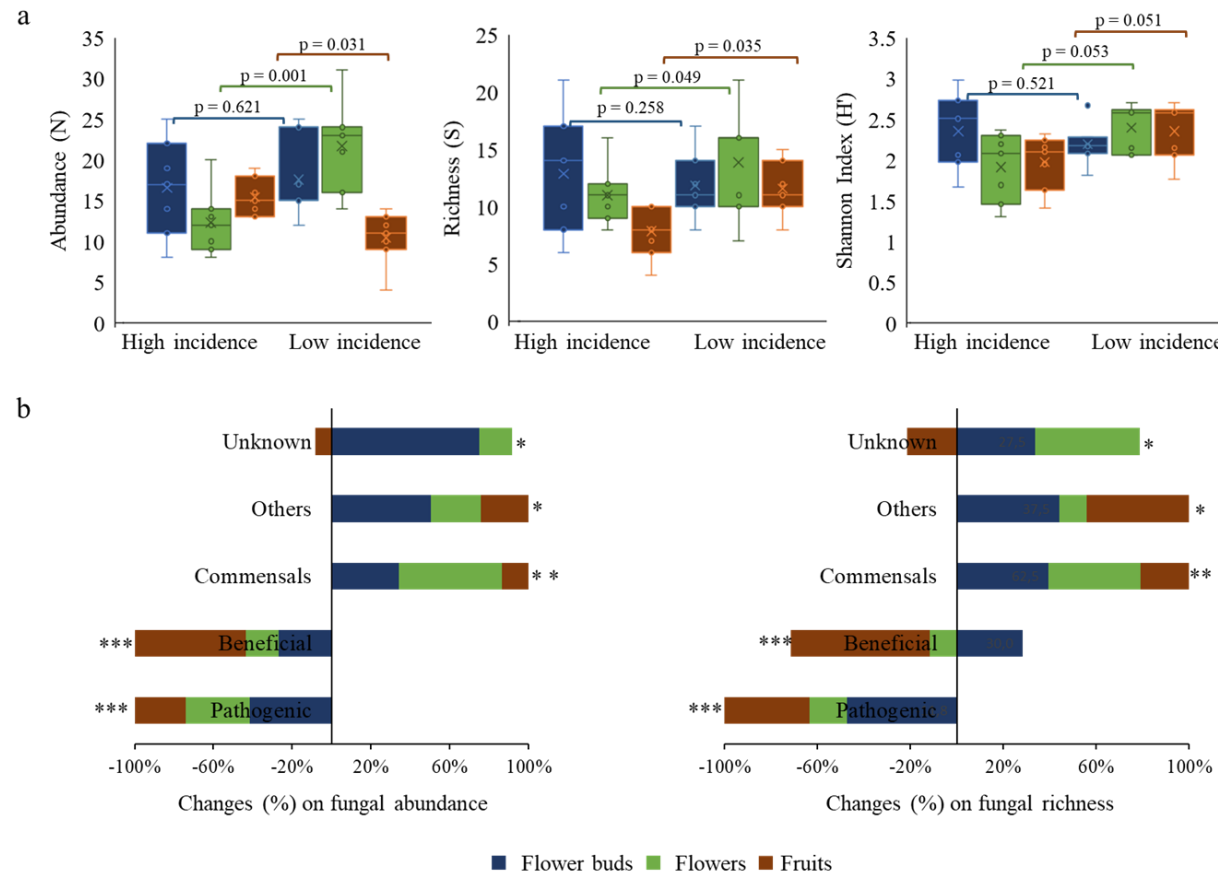 a
Abundance (N)
35
30
25
20
15
10
5
0
p = 0.031
p = 0.001
p = 0.621
High incidence Low incidence
Richness (S)
25
20
15
10
5
0
p = 0.035
p = 0.049
p = 0.258
High incidence Low incidence
Shannon Index (H')
3.5
3
2.5
2
1.5
1
0.5
0
p = 0.051
p = 0.053
p = 0.521
High incidence Low incidence
b
Unknown *
Others *
Commensals * *
*** Beneficial
*** Pathogenic
-100% -60% -20% 20% 60% 100%
Changes (%) on fungal abundance
Unknown *
Others *
Commensals **
*** Beneficial
*** Pathogenic
-100% -60% -20% 20% 60% 100%
Changes (%) on fungal richness
Flower buds Flowers Fruits